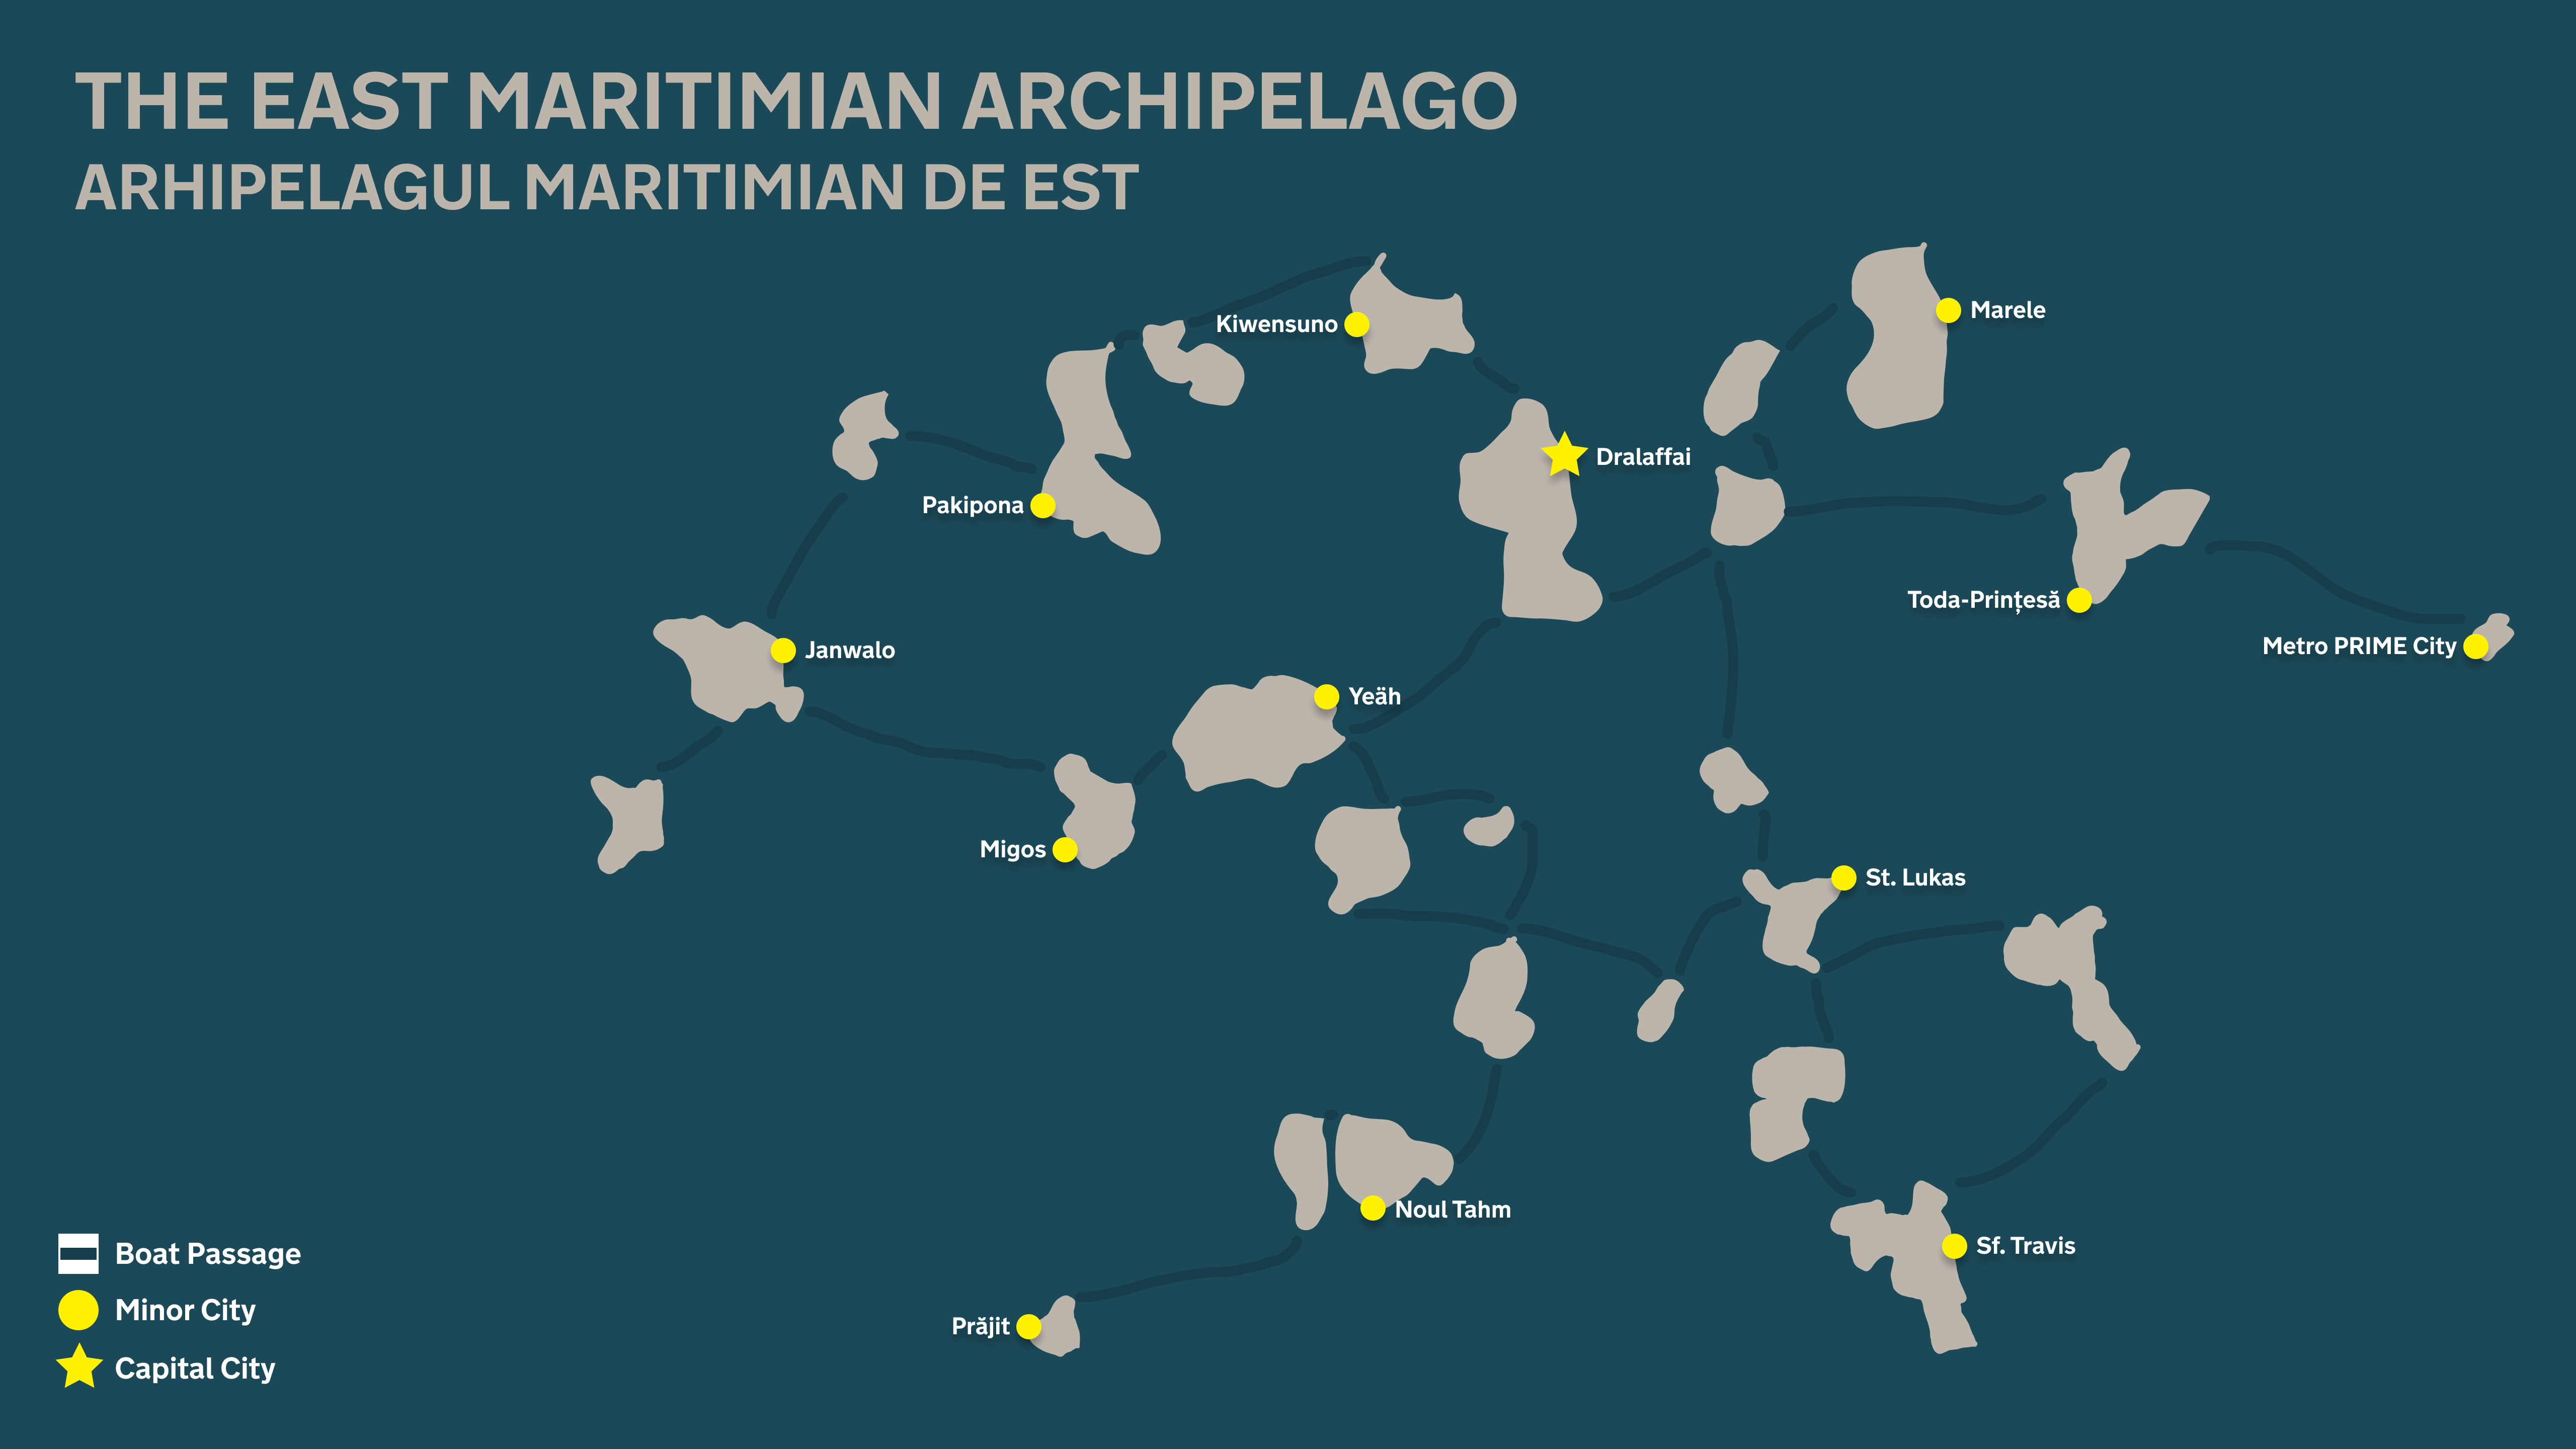 THE EAST MARITIMIAN ARCHIPELAGO
ARHIPELAGUL MARITIMIAN DE EST
Kiwensuno
Marele
Dralaffai
Pakipona
Toda-Prințesă
Metro PRIME City
Janwalo
Yeäh
Migos
St. Lukas
Noul Tahm
Sf. Travis
Prăjit
Boat Passage
Minor City
Capital City